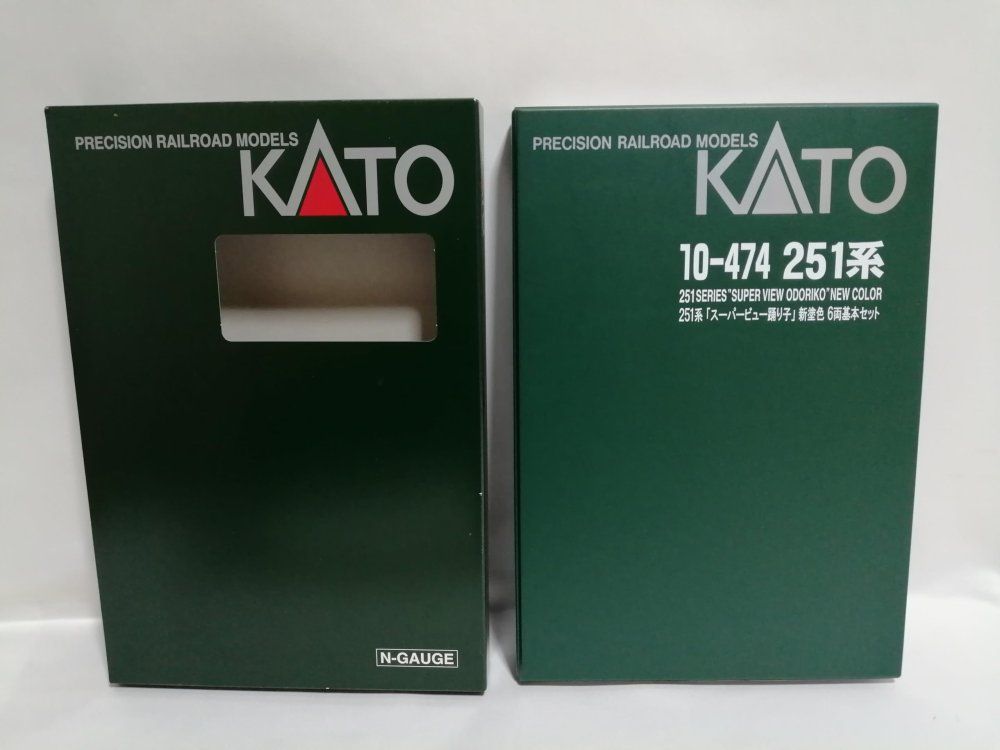 PRECISION RAILROAD MODELS
KATO
N-GAUGE
PRECISION RAILROAD MODELS
KATO
10-474 251系
251SERIES"SUPER VIEW ODORIKO"NEW COLOR
251系「スーパービュー踊り子」新塗色 6両基本セット